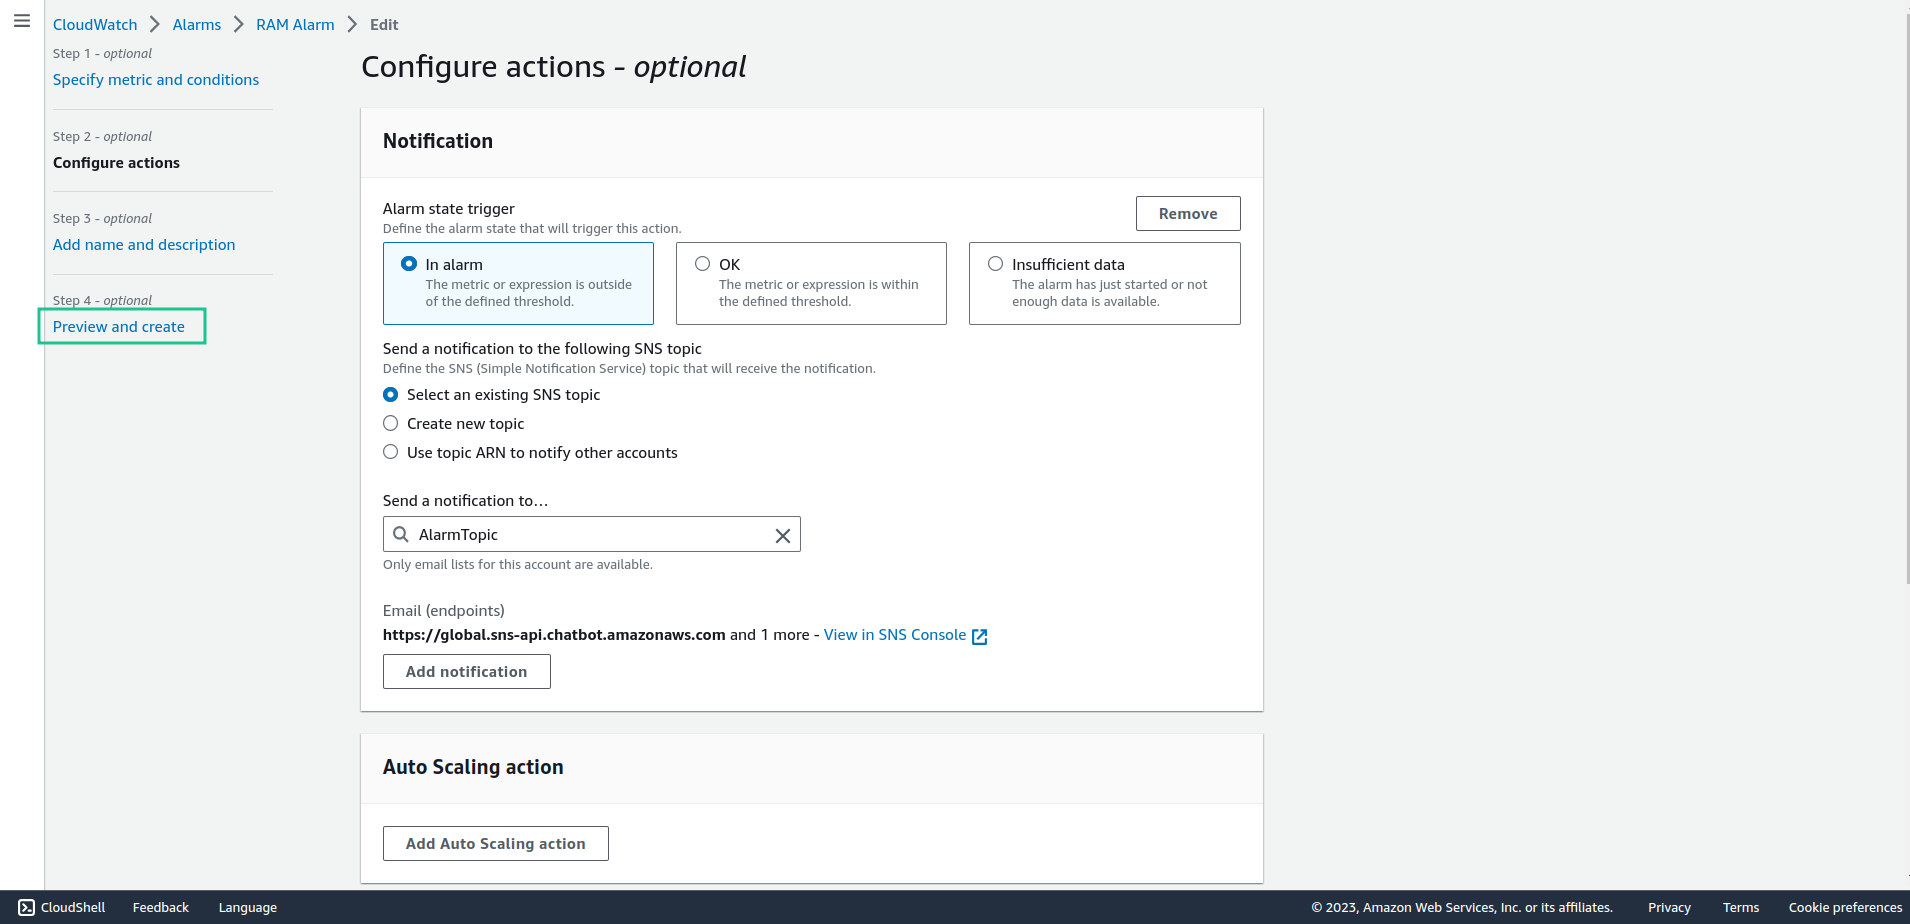 CloudWatch > Alarms > RAM Alarm > Edit
Step 1 - optional
Specify metric and conditions
Step 2 - optional
Configure actions
Step 3 - optional
Add name and description
Step 4 - optional
Preview and create
Configure actions - optional
Notification
Alarm state trigger
Define the alarm state that will trigger this action.
Remove
In alarm
The metric or expression is outside
of the defined threshold.
OK
The metric or expression is within
the defined threshold.
Insufficient data
The alarm has just started or not
enough data is available.
Send a notification to the following SNS topic
Define the SNS (Simple Notification Service) topic that will receive the notification.
Select an existing SNS topic
Create new topic
Use topic ARN to notify other accounts
Send a notification to…
AlarmTopic
Only email lists for this account are available.
Email (endpoints)
https://global.sns-api.chatbot.amazonaws.com and 1 more - View in SNS Console
Add notification
Auto Scaling action
Add Auto Scaling action
CloudShell Feedback Language © 2023, Amazon Web Services, Inc. or its affiliates. Privacy Terms Cookie preferences